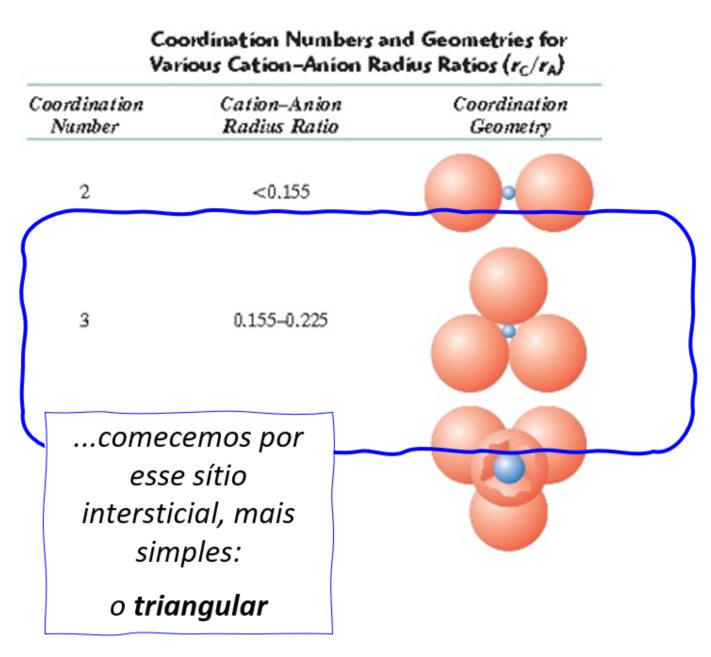 Coordination Numbers and Geometries for
Various Cation–Anion Radius Ratios (rC/rA)
Coordination Number
Cation–Anion Radius Ratio
Coordination Geometry
2
<0.155
3
0.155–0.225
...comecemos por
esse sítio
intersticial, mais
simples:
o triangular